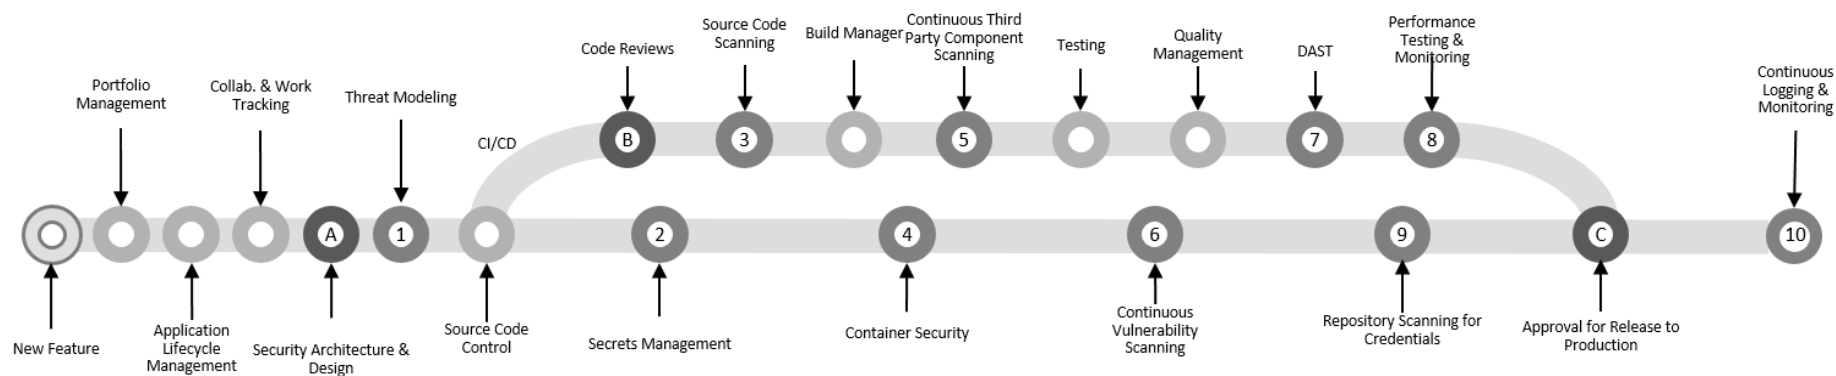 Portfolio
Management
Collab. & Work
Tracking
Threat Modeling
CI/CD
Code Reviews
Source Code
Scanning
Build Manager
Continuous Third
Party Component
Scanning
Testing
Quality
Management
DAST
Performance
Testing &
Monitoring
Continuous
Logging &
Monitoring
B
3
5
7
8
A
1
2
4
6
9
C
10
New Feature
Application
Lifecycle
Management
Security Architecture &
Design
Source Code
Control
Secrets Management
Container Security
Continuous
Vulnerability
Scanning
Repository Scanning for
Credentials
Approval for Release to
Production